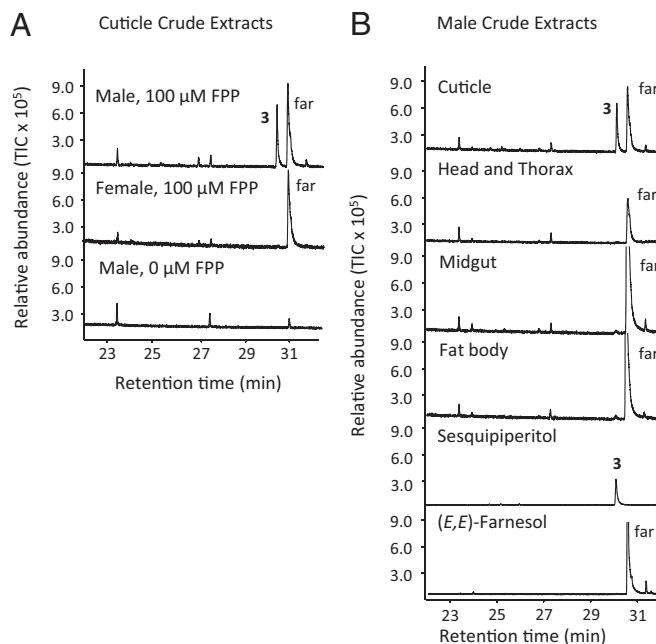 A
Cuticle Crude Extracts
Relative abundance (TIC x 10⁵)
9.0
6.0
3.0
Male, 100 μM FPP
3
far
9.0
6.0
3.0
Female, 100 μM FPP
far
9.0
6.0
3.0
Male, 0 μM FPP
23 25 27 29 31
Retention time (min)
B
Male Crude Extracts
Relative abundance (TIC x 10⁵)
9.0
6.0
3.0
Cuticle
3
far
9.0
6.0
3.0
Head and Thorax
far
9.0
6.0
3.0
Midgut
far
9.0
6.0
3.0
Fat body
far
9.0
6.0
3.0
Sesquipiperitol
3
9.0
6.0
3.0
(E,E)-Farnesol
far
23 25 27 29 31
Retention time (min)